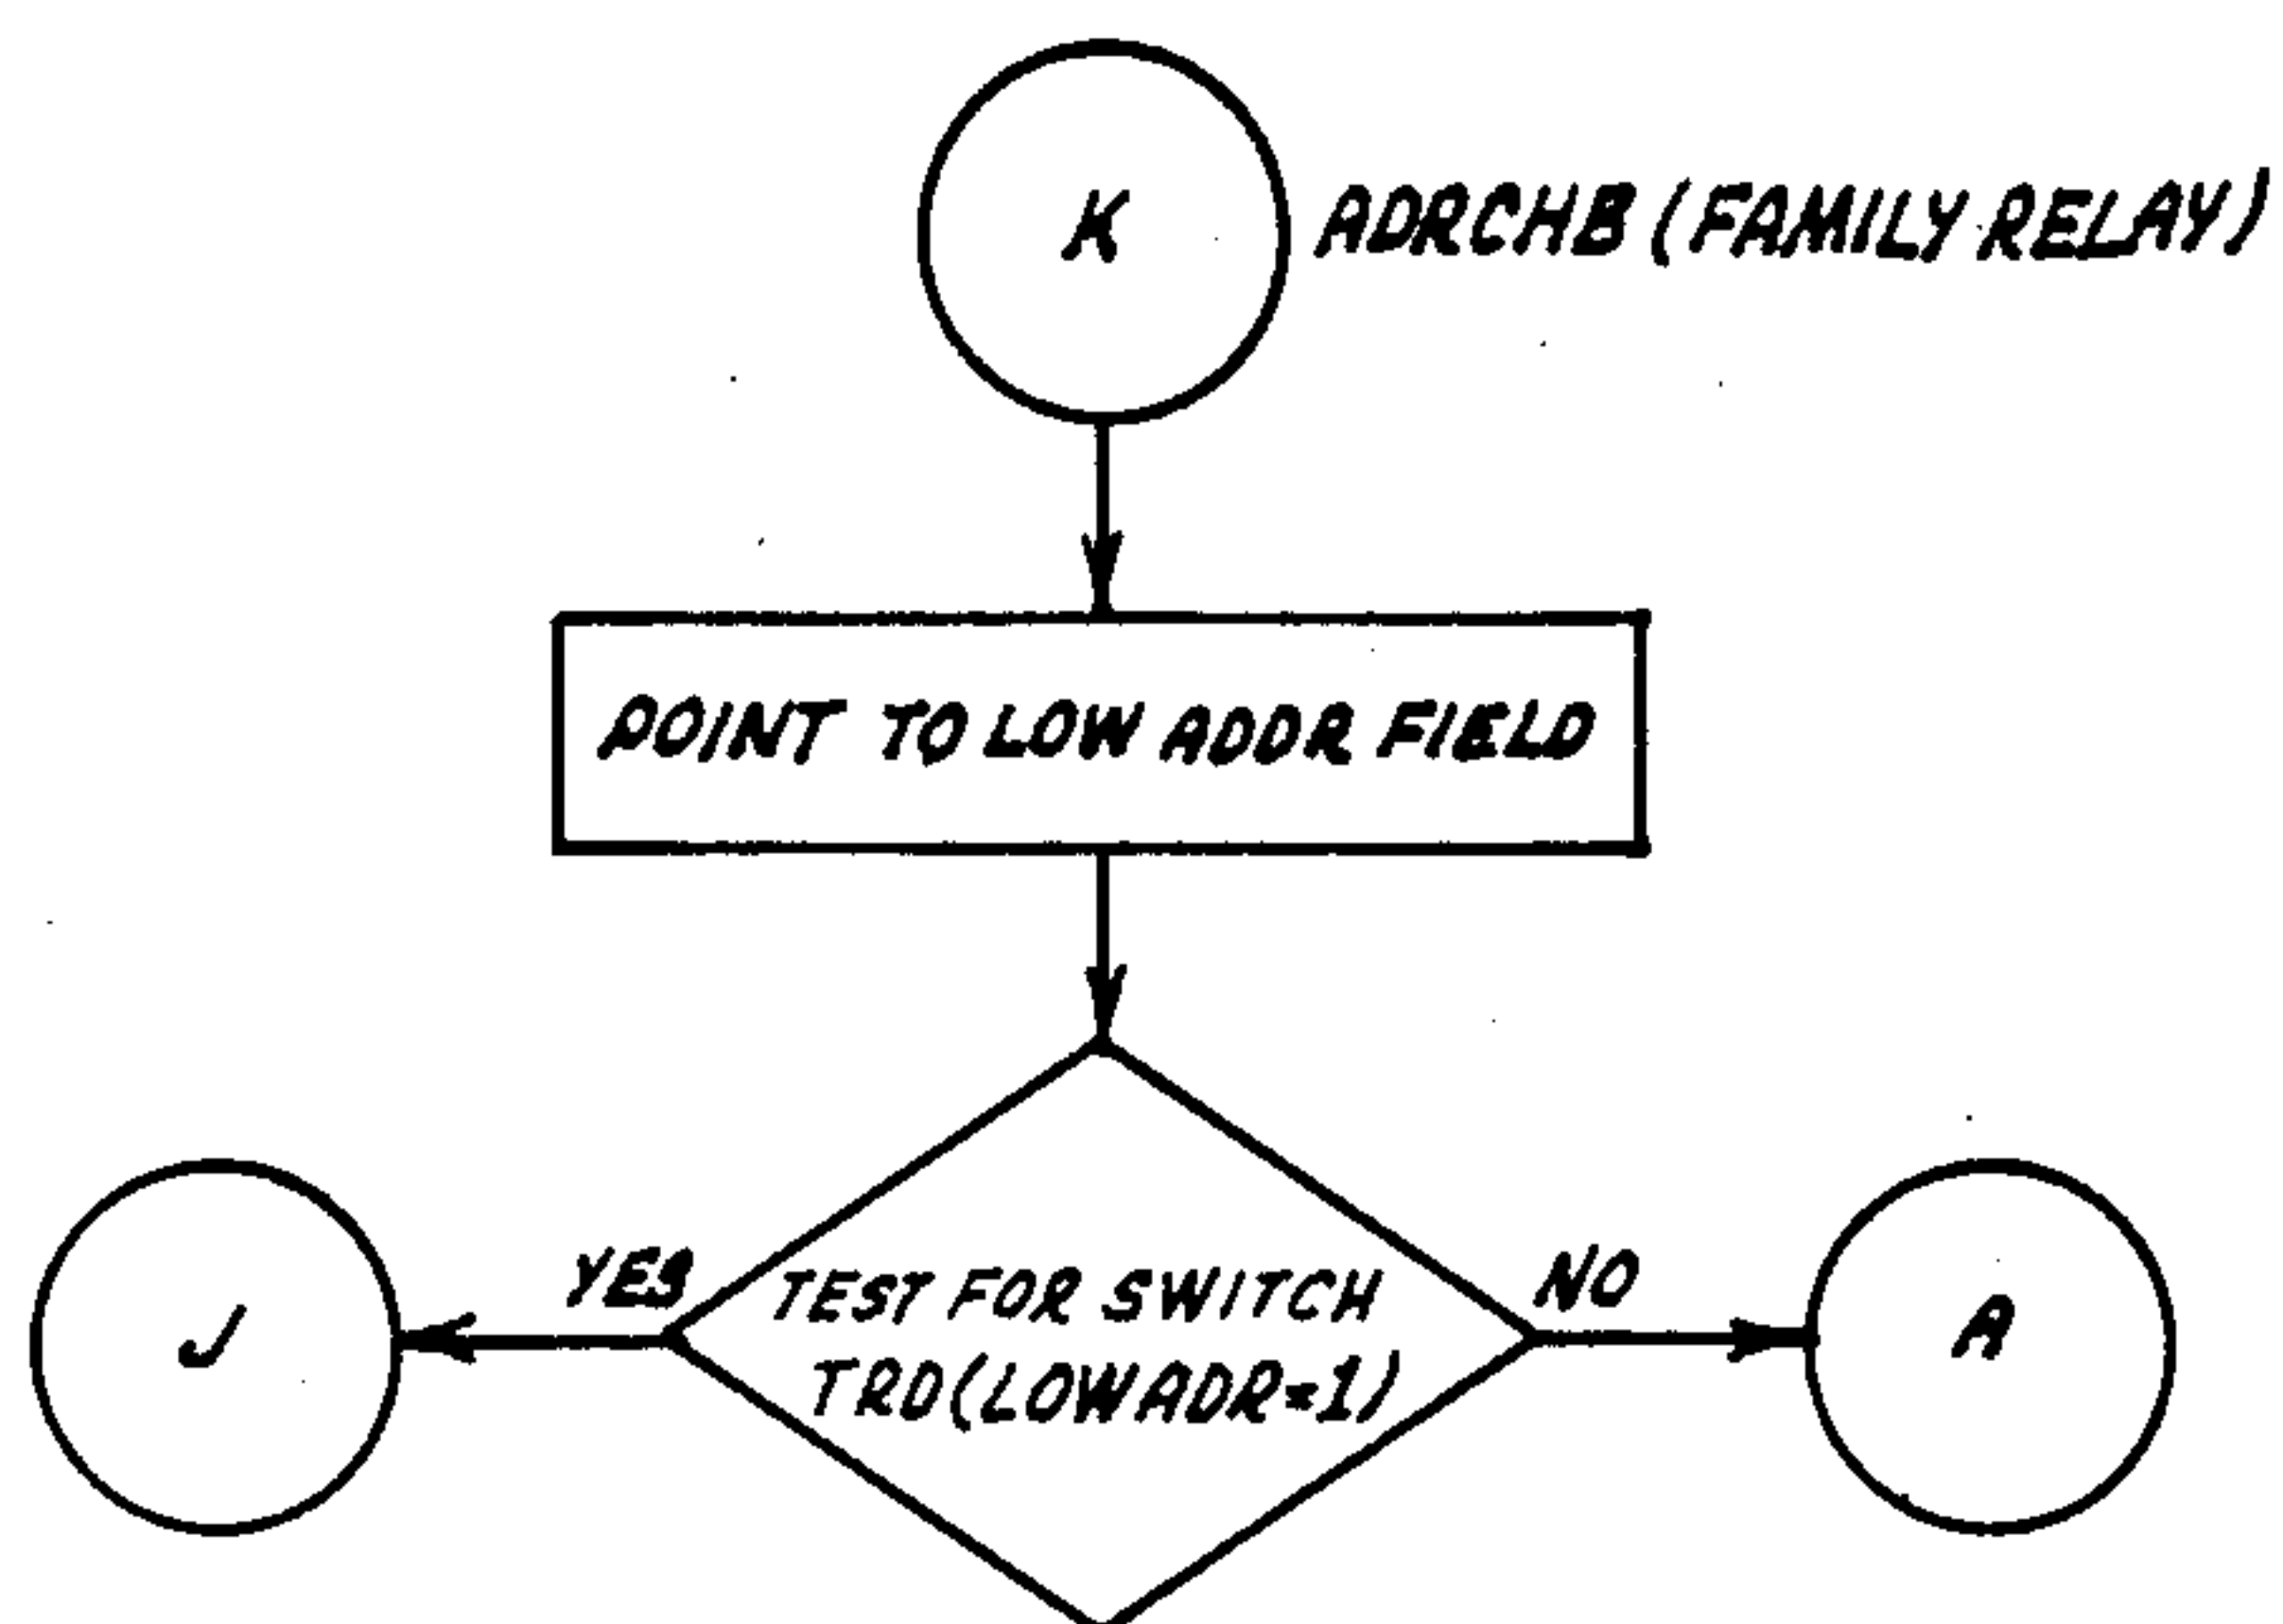 K
ADRCHB (FAMILY RELAY)
POINT TO LOW ADDR FIELD
YES
TEST FOR SWITCH
TRD(LOWADR=1)
NO
J
A